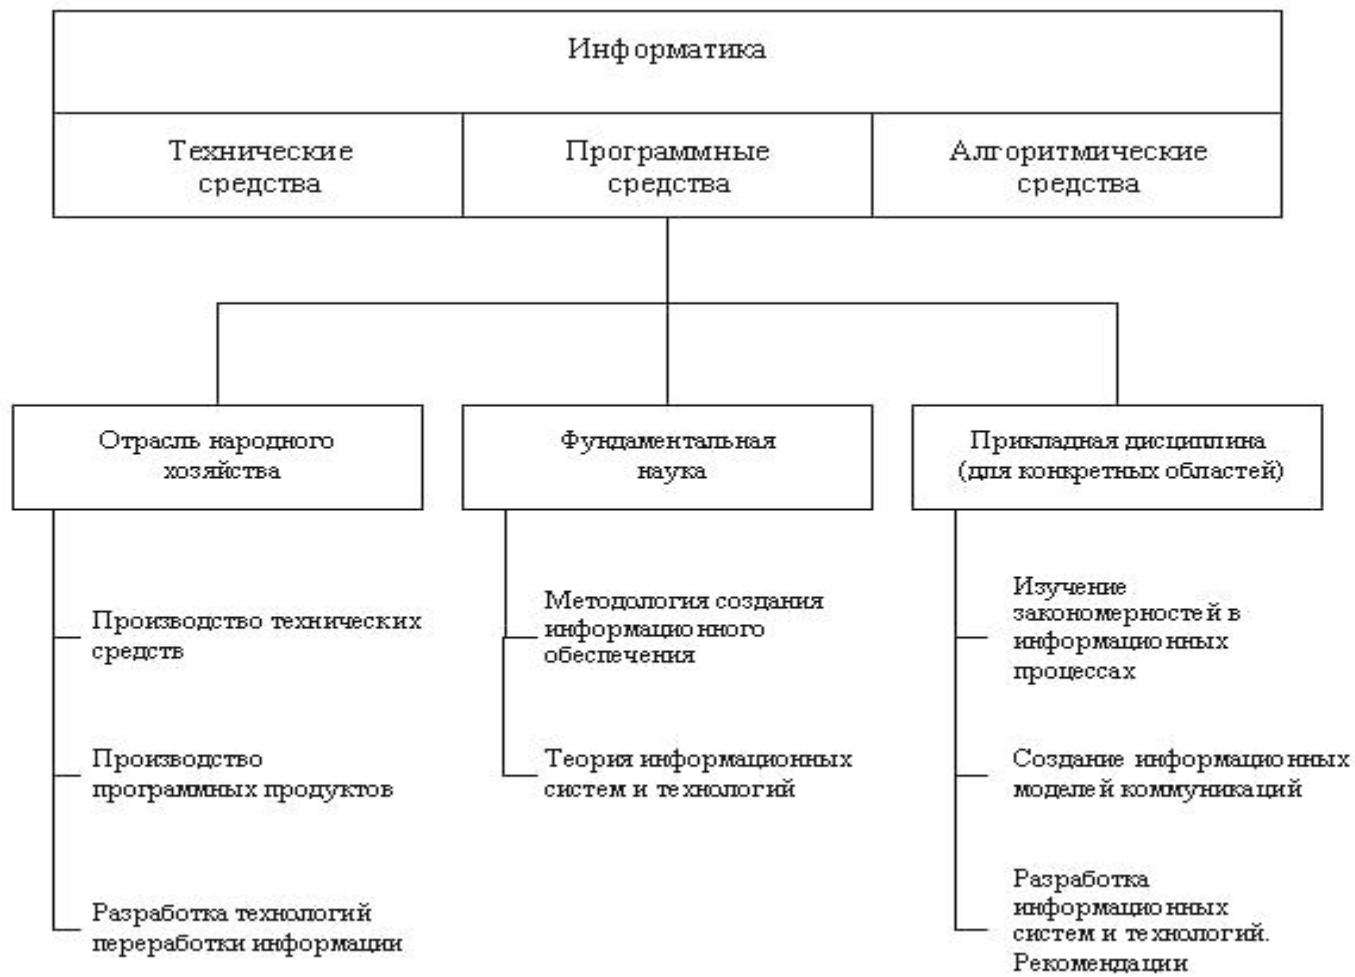 Информатика
Технические
средства
Программные
средства
Алгоритмические
средства
Отрасль народного
хозяйства
Фундаментальная
наука
Прикладная дисциплина
(для конкретных областей)
Производство технических
средств
Производство
программных продуктов
Разработка технологий
переработки информации
Методология создания
информационного
обеспечения
Теория информационных
систем и технологий
Изучение
закономерностей в
информационных
процессах
Создание информационных
моделей коммуникаций
Разработка
информационных
систем и технологий.
Рекомендации